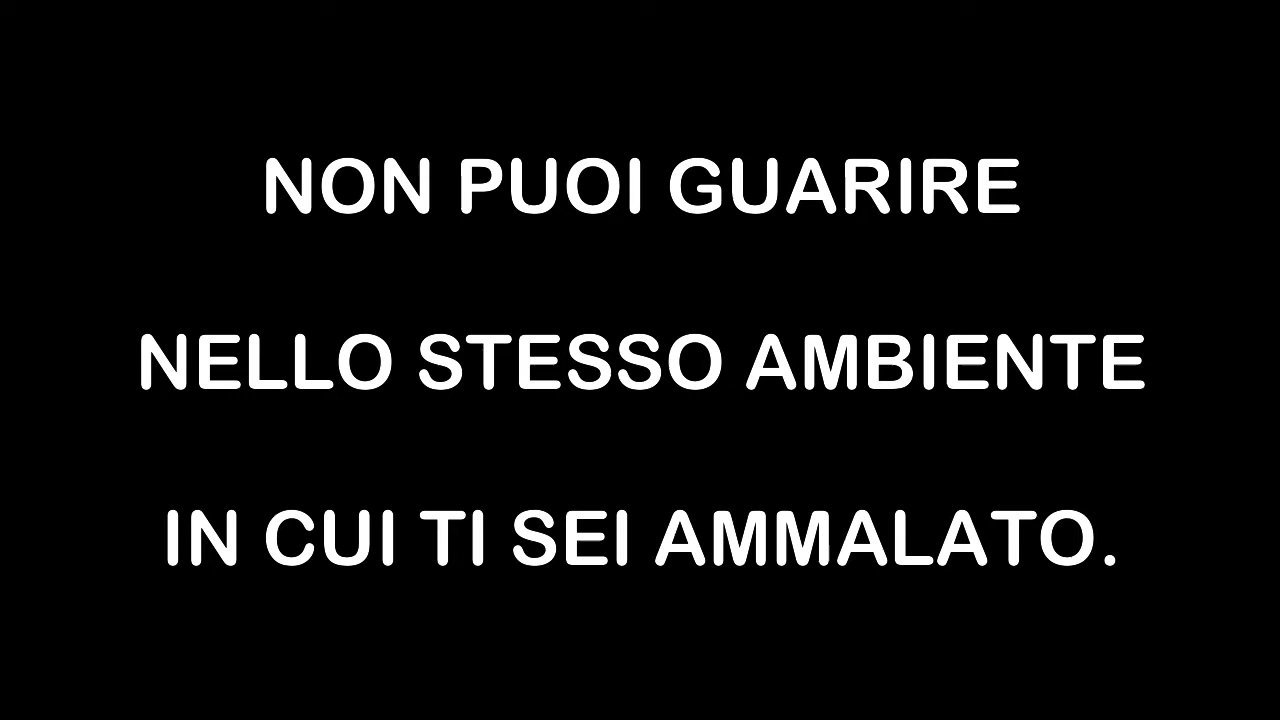 NON PUOI GUARIRE
NELLO STESSO AMBIENTE
IN CUI TI SEI AMMALATO.